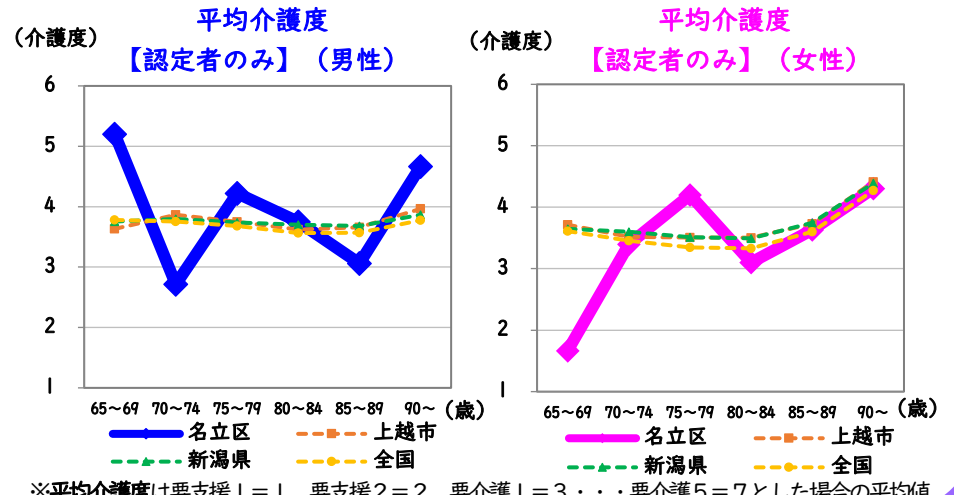 平均介護度
【認定者のみ】（男性）
（介護度）
6
5
4
3
2
1
65～69 70～74 75～79 80～84 85～89 90～（歳）
名立区 上越市
新潟県 全国
平均介護度
【認定者のみ】（女性）
（介護度）
6
5
4
3
2
1
65～69 70～74 75～79 80～84 85～89 90～（歳）
名立区 上越市
新潟県 全国
※平均介護度は要支援１＝１、要支援２＝２、要介護１＝３・・・要介護５＝７とした場合の平均値